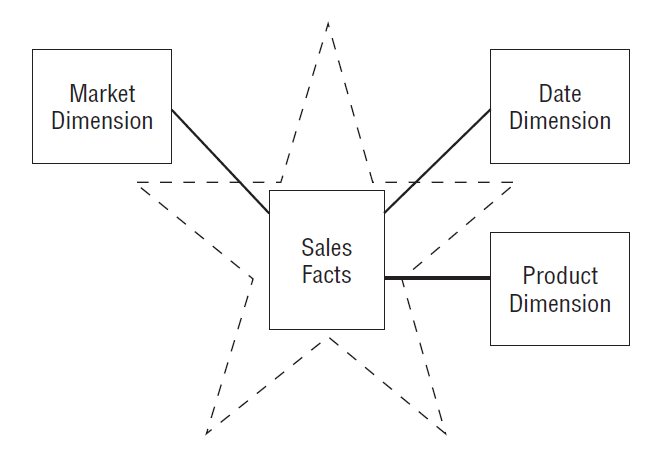 Market
Dimension
Date
Dimension
Sales
Facts
Product
Dimension